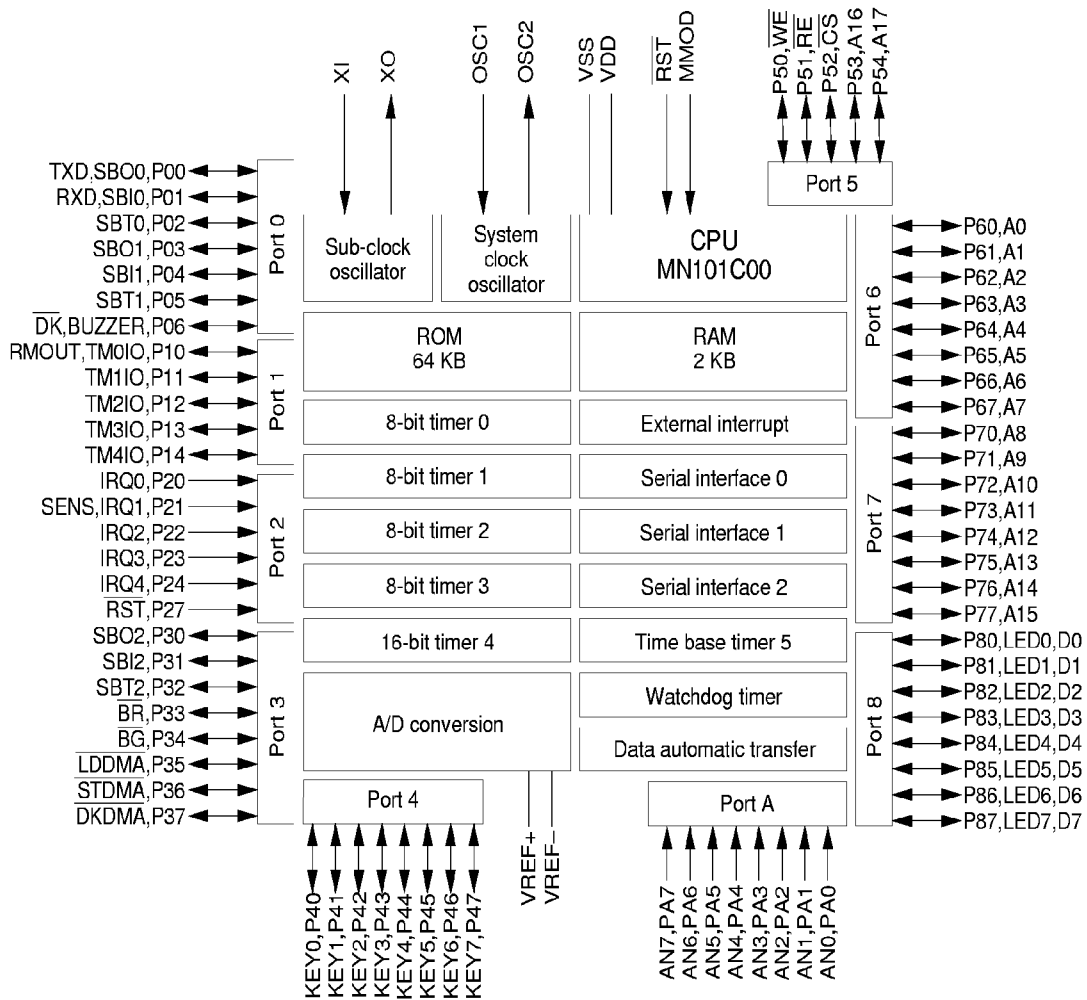 XI
XO
OSC1
OSC2
VSS
VDD
RST
MMOD
P50,WE
P51,RE
P52,CS
P53,A16
P54,A17
Port 5
TXD,SBO0,P00
RXD,SBI0,P01
SBT0,P02
SBO1,P03
SBI1,P04
SBT1,P05
DK,BUZZER,P06
Port 0
RMOUT,TM0IO,P10
TM1IO,P11
TM2IO,P12
TM3IO,P13
TM4IO,P14
Port 1
IRQ0,P20
SENS,IRQ1,P21
IRQ2,P22
IRQ3,P23
IRQ4,P24
RST,P27
Port 2
SBO2,P30
SBI2,P31
SBT2,P32
BR,P33
BG,P34
LDDMA,P35
STDMA,P36
DKDMA,P37
Port 3
Sub-clock
oscillator
System
clock
oscillator
CPU
MN101C00
ROM
64 KB
RAM
2 KB
8-bit timer 0
External interrupt
8-bit timer 1
Serial interface 0
8-bit timer 2
Serial interface 1
8-bit timer 3
Serial interface 2
16-bit timer 4
Time base timer 5
A/D conversion
Watchdog timer
Data automatic transfer
Port 4
Port A
Port 6
P60,A0
P61,A1
P62,A2
P63,A3
P64,A4
P65,A5
P66,A6
P67,A7
Port 7
P70,A8
P71,A9
P72,A10
P73,A11
P74,A12
P75,A13
P76,A14
P77,A15
Port 8
P80,LED0,D0
P81,LED1,D1
P82,LED2,D2
P83,LED3,D3
P84,LED4,D4
P85,LED5,D5
P86,LED6,D6
P87,LED7,D7
KEY0,P40
KEY1,P41
KEY2,P42
KEY3,P43
KEY4,P44
KEY5,P45
KEY6,P46
KEY7,P47
VREF+
VREF–
AN7,PA7
AN6,PA6
AN5,PA5
AN4,PA4
AN3,PA3
AN2,PA2
AN1,PA1
AN0,PA0